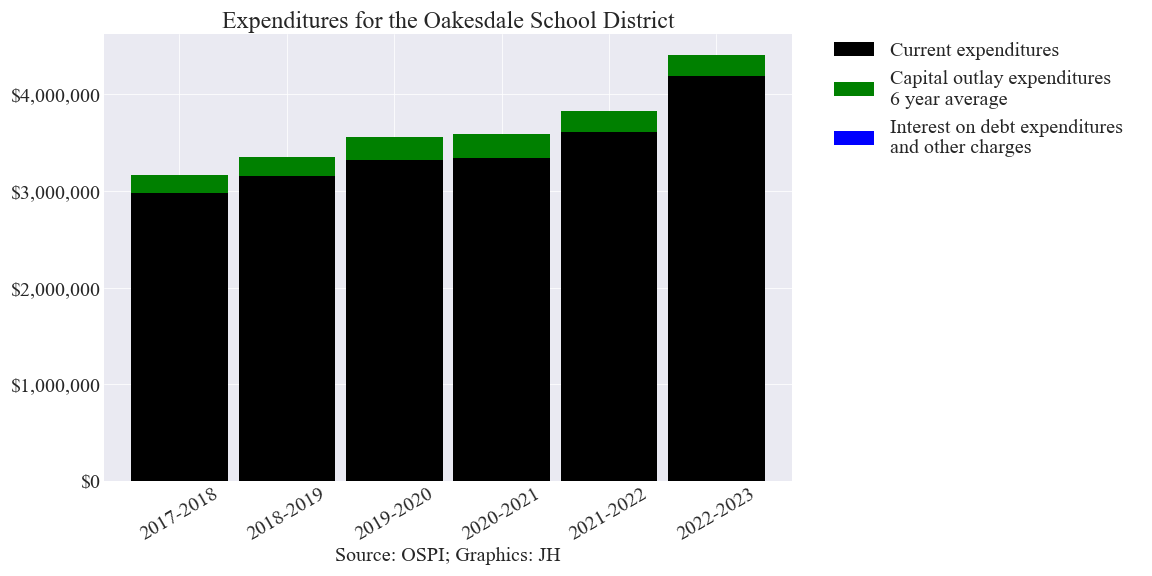 Expenditures for the Oakesdale School District
Current expenditures
Capital outlay expenditures
6 year average
Interest on debt expenditures
and other charges
$4,000,000
$3,000,000
$2,000,000
$1,000,000
$0
2017-2018
2018-2019
2019-2020
2020-2021
2021-2022
2022-2023
Source: OSPI; Graphics: JH